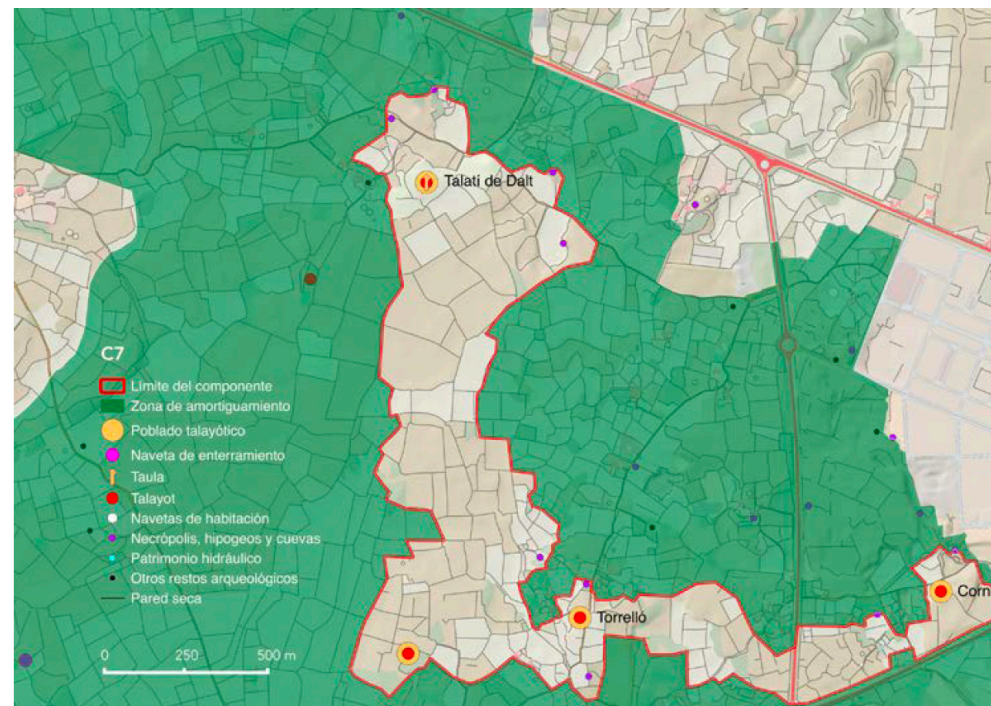 Talatí de Dalt
C7
Límite del componente
Zona de amortiguamiento
Poblado talayótico
Naveta de enterramiento
Taula
Talayot
Navetas de habitación
Necrópolis, hipogeos y cuevas
Patrimonio hidráulico
Otros restos arqueológicos
Pared seca
Corn
Torrelló
0 250 500 m